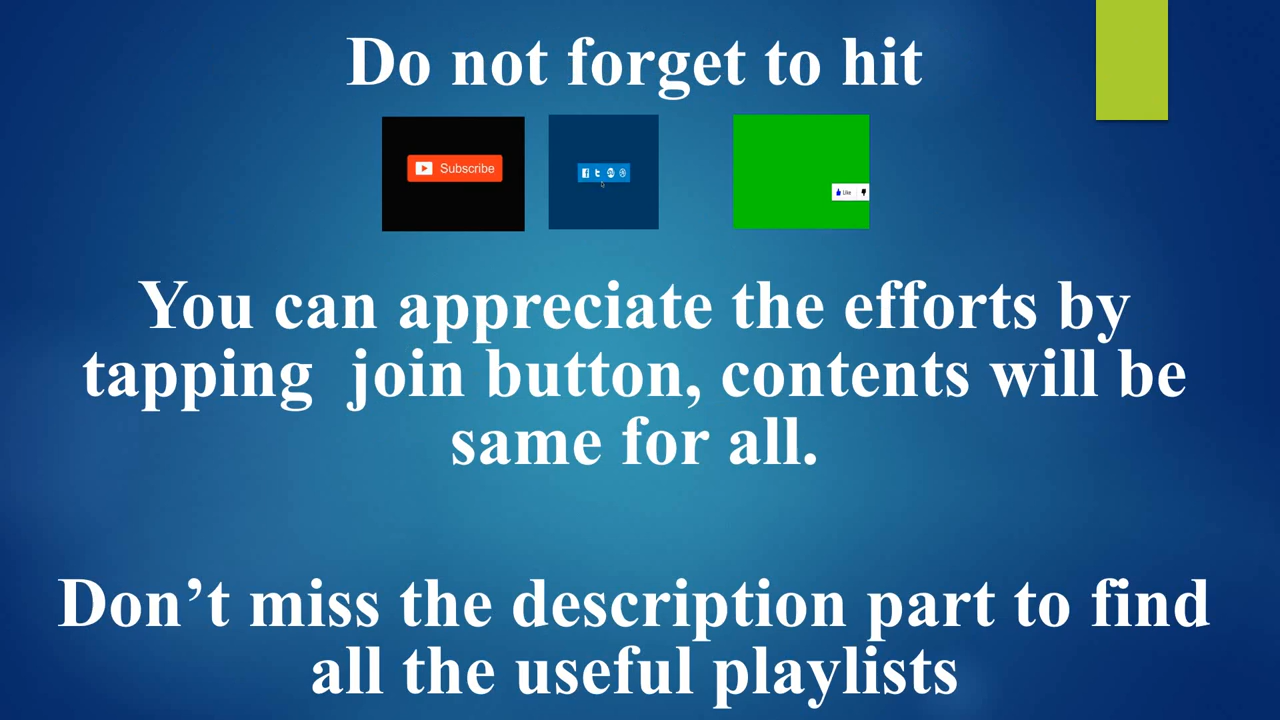 Do not forget to hit
Subscribe
Like
You can appreciate the efforts by
tapping  join button, contents will be
same for all.
Don’t miss the description part to find
all the useful playlists